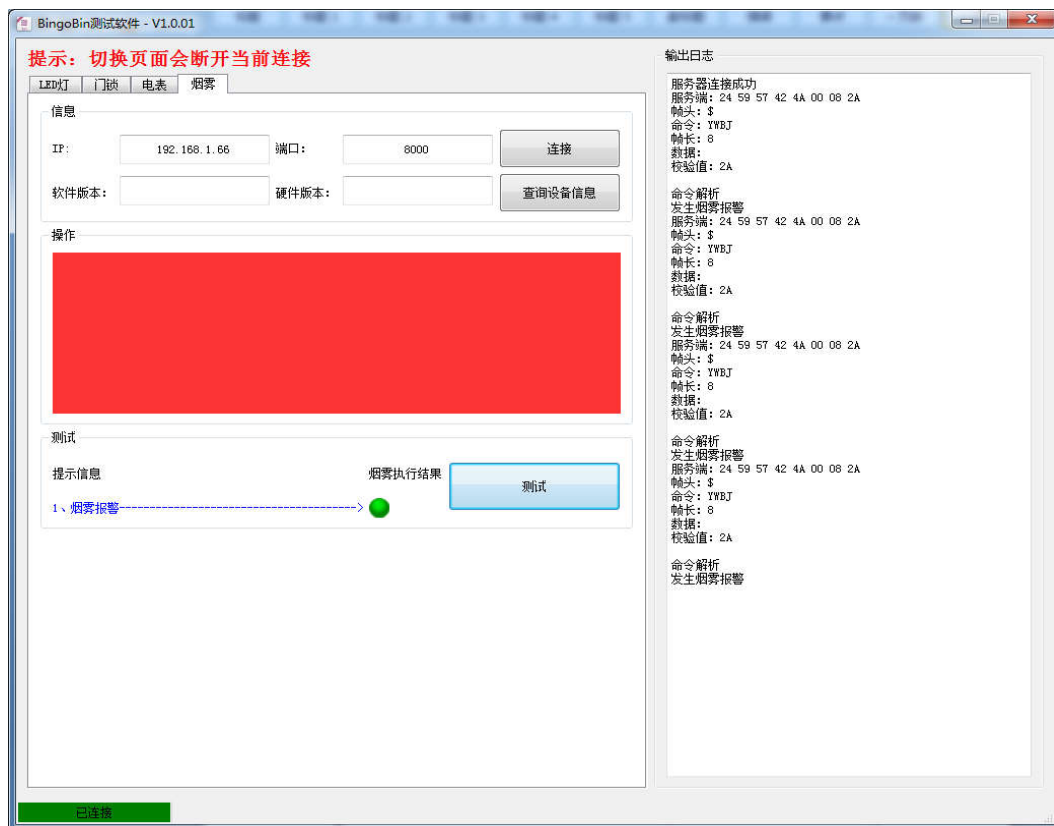 BingoBin测试软件 - V1.0.01
提示：切换页面会断开当前连接
LED灯 门锁 电表 烟雾
信息
IP: 192.168.1.66 端口： 8000 连接
软件版本： 硬件版本： 查询设备信息
操作
测试
提示信息 烟雾执行结果 测试
1、烟雾报警--------------------------------------->
已连接
输出日志
服务器连接成功
服务端：24 59 57 42 4A 00 08 2A
帧头：$
命令：YWBJ
帧长：8
数据：
校验值：2A
命令解析
发生烟雾报警
服务端：24 59 57 42 4A 00 08 2A
帧头：$
命令：YWBJ
帧长：8
数据：
校验值：2A
命令解析
发生烟雾报警
服务端：24 59 57 42 4A 00 08 2A
帧头：$
命令：YWBJ
帧长：8
数据：
校验值：2A
命令解析
发生烟雾报警
服务端：24 59 57 42 4A 00 08 2A
帧头：$
命令：YWBJ
帧长：8
数据：
校验值：2A
命令解析
发生烟雾报警